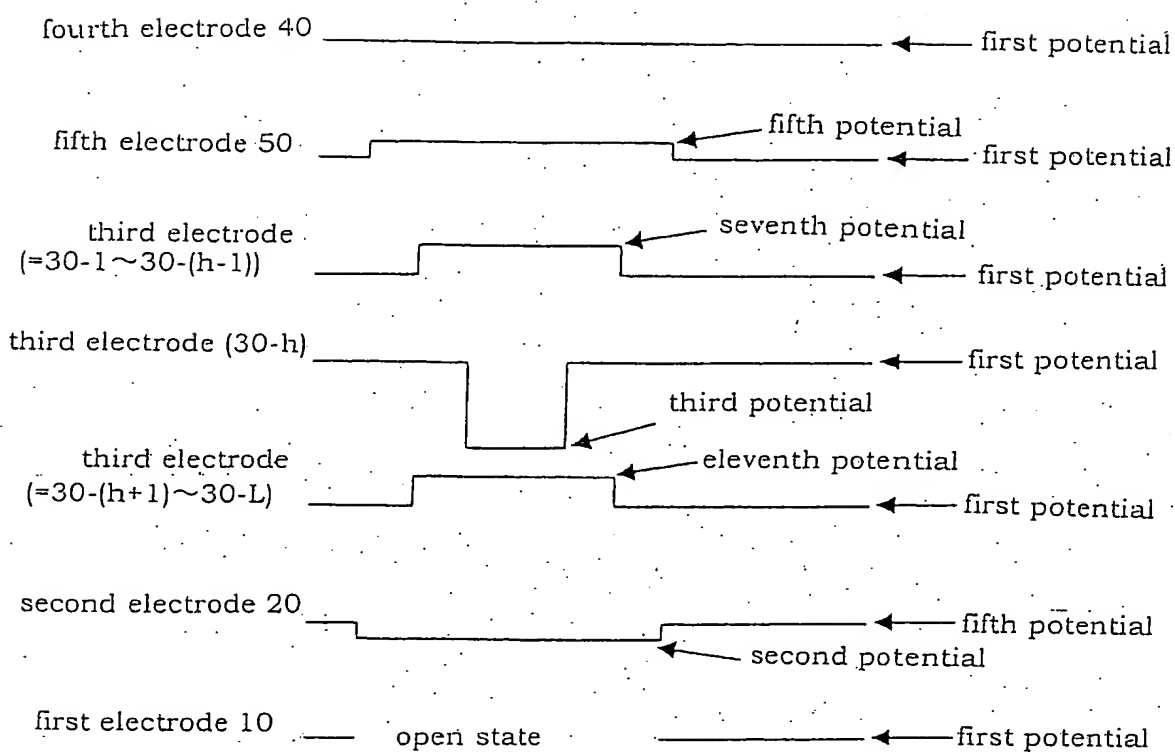 fourth electrode 40
first potential
fifth electrode 50
fifth potential
first potential
third electrode
(=30-1~30-(h-1))
seventh potential
first potential
third electrode (30-h)
first potential
third potential
third electrode
(=30-(h+1)~30-L)
eleventh potential
first potential
second electrode 20
fifth potential
second potential
first electrode 10
open state
first potential